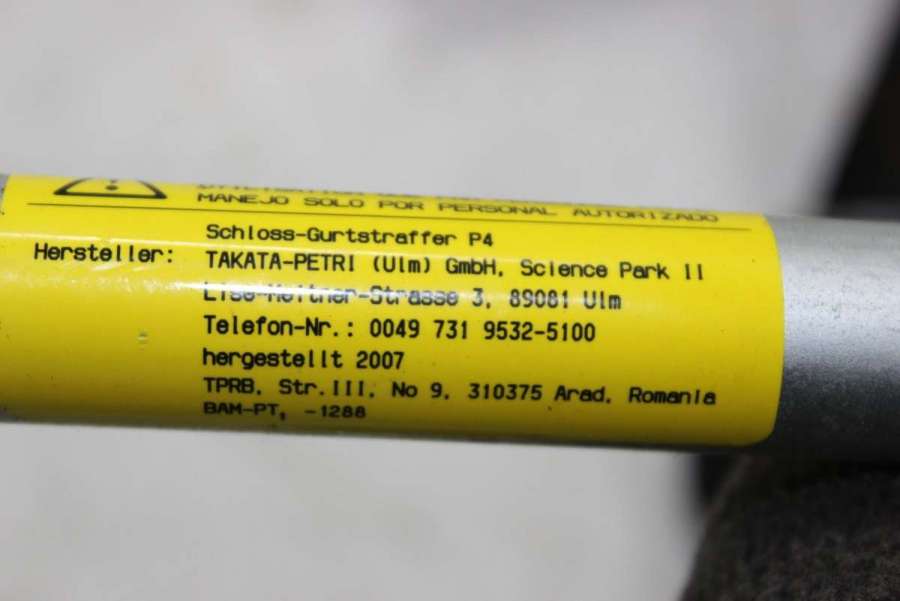 MANEJO SOLO POR PERSONAL AUTORIZADO
Schloss-Gurtstraffer P4
Hersteller: TAKATA-PETRI (Ulm) GmbH, Science Park II
Lise-Meitner-Strasse 3, 89081 Ulm
Telefon-Nr.: 0049 731 9532-5100
hergestellt 2007
TPRB, Str.III, No 9, 310375 Arad, Romania
BAM-PT, -1288